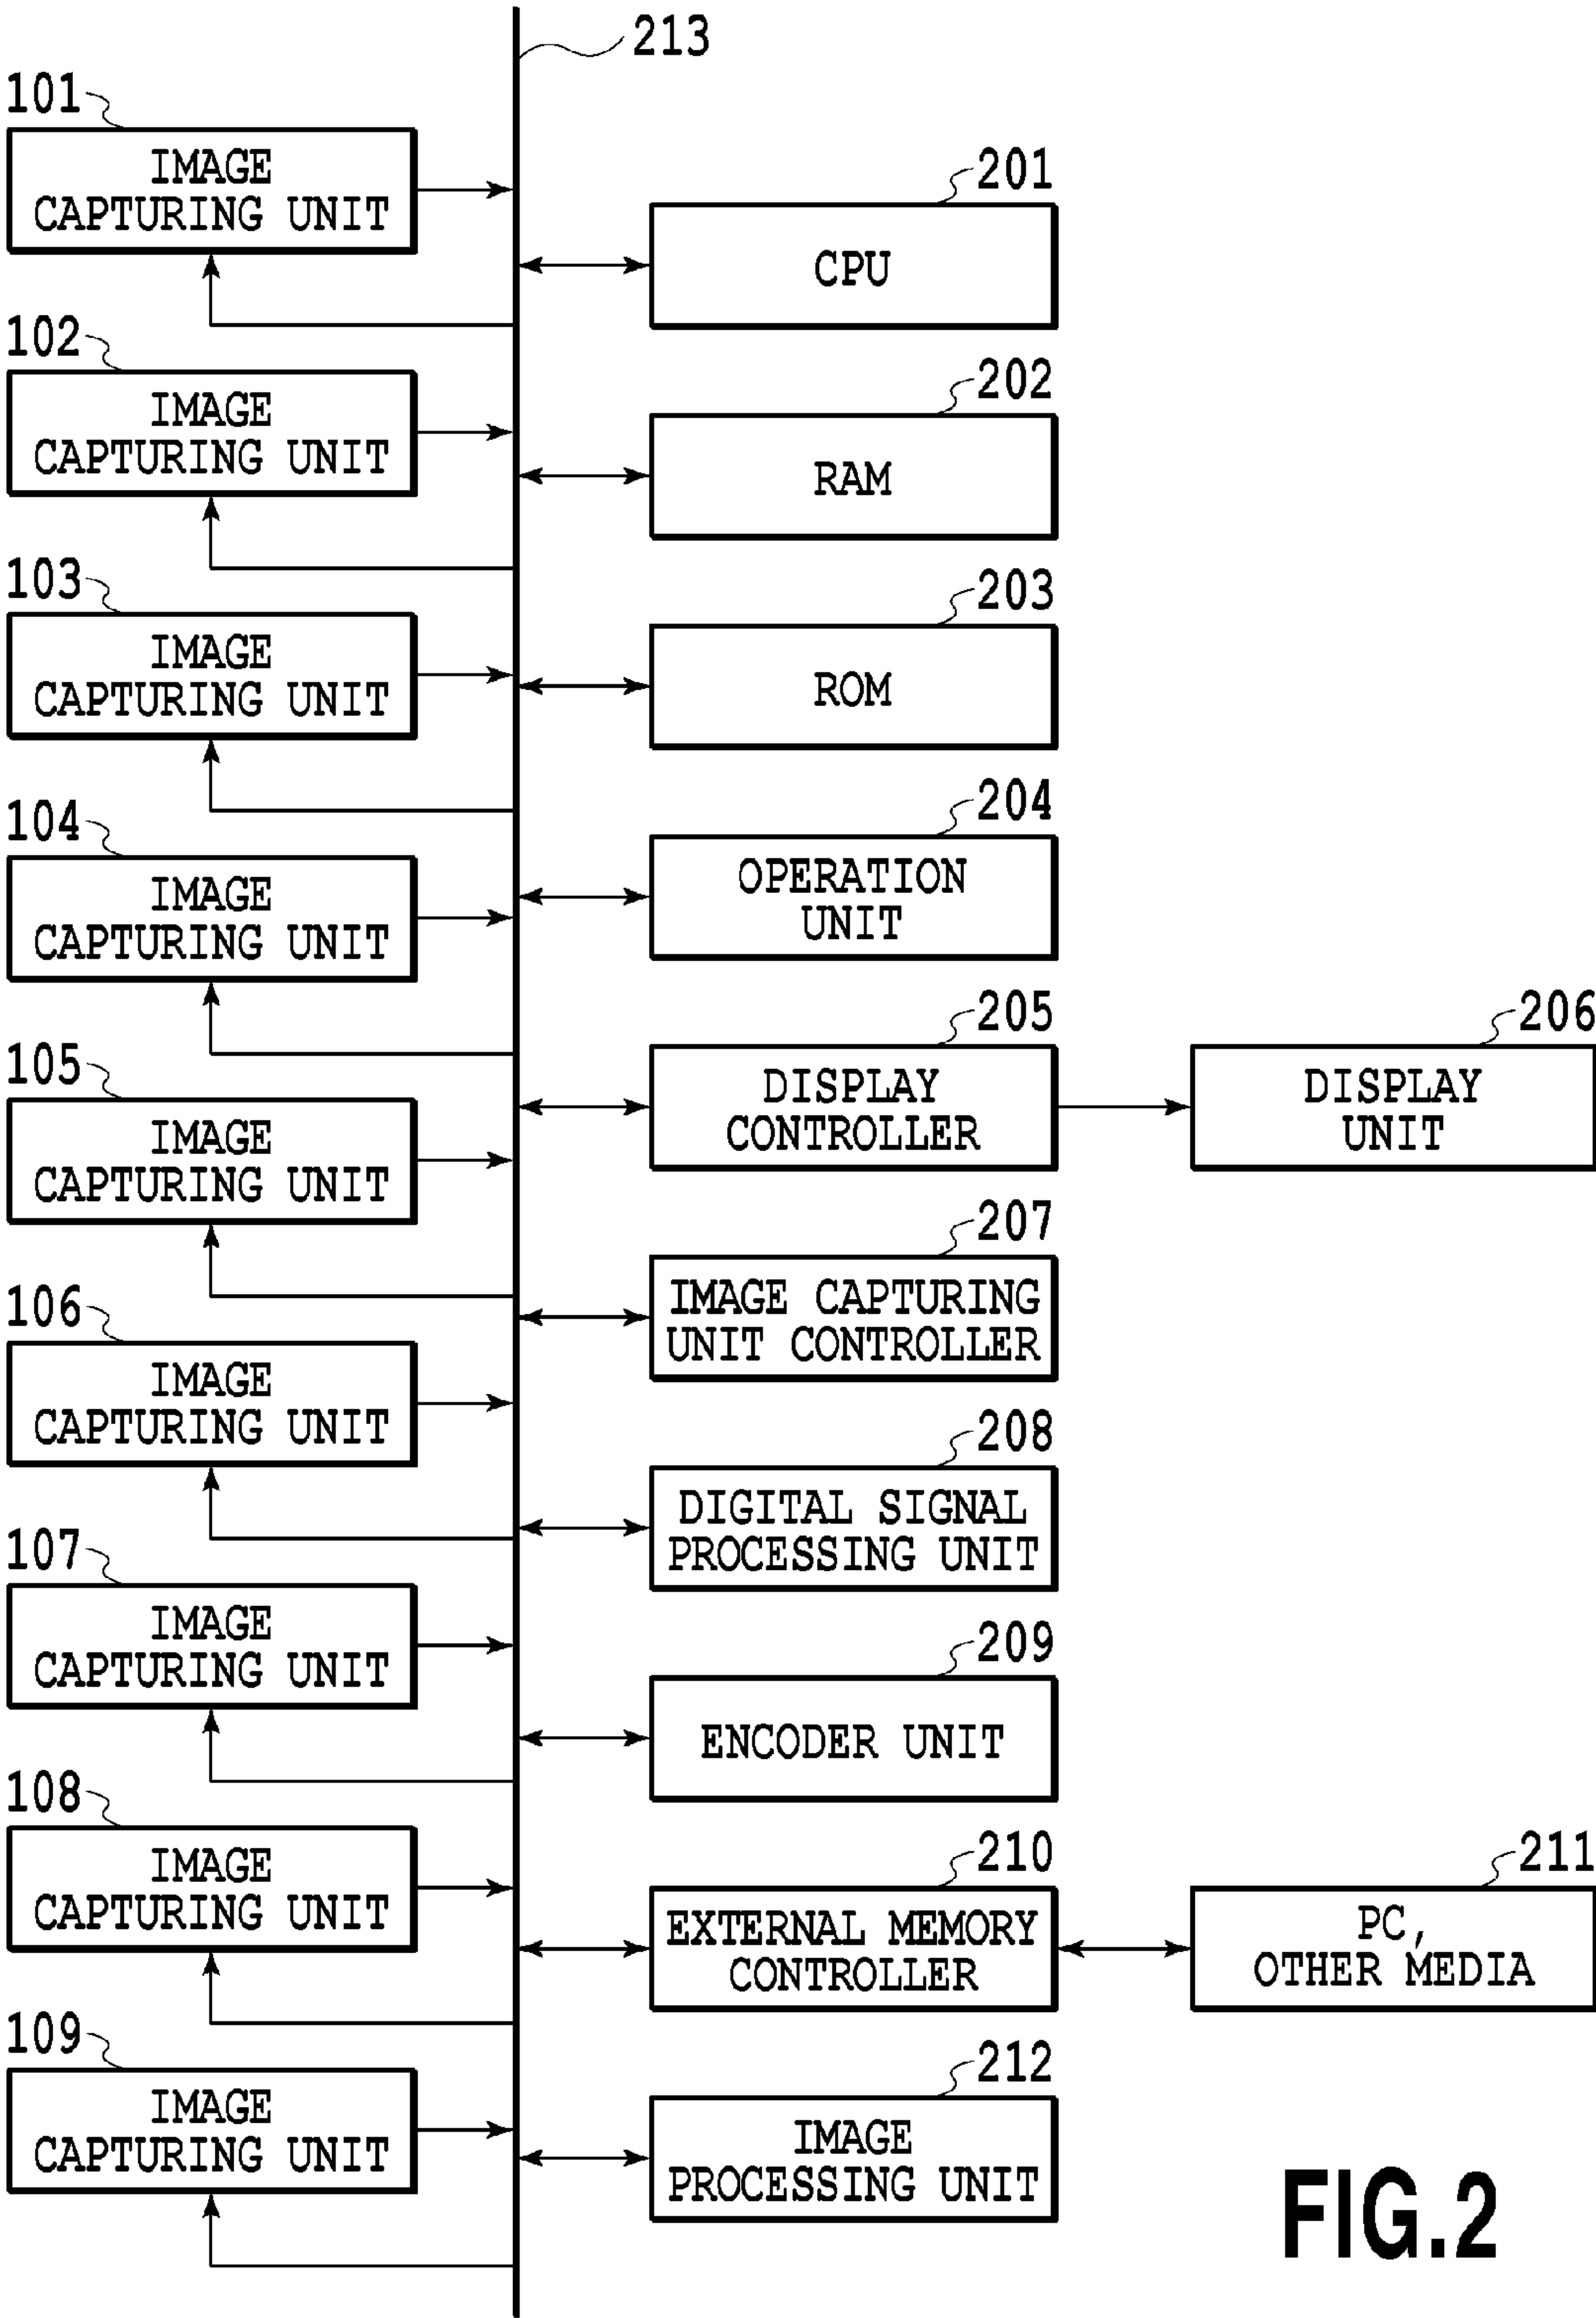 213
101
IMAGE
CAPTURING UNIT
102
IMAGE
CAPTURING UNIT
103
IMAGE
CAPTURING UNIT
104
IMAGE
CAPTURING UNIT
105
IMAGE
CAPTURING UNIT
106
IMAGE
CAPTURING UNIT
107
IMAGE
CAPTURING UNIT
108
IMAGE
CAPTURING UNIT
109
IMAGE
CAPTURING UNIT
201
CPU
202
RAM
203
ROM
204
OPERATION
UNIT
205
DISPLAY
CONTROLLER
206
DISPLAY
UNIT
207
IMAGE CAPTURING
UNIT CONTROLLER
208
DIGITAL SIGNAL
PROCESSING UNIT
209
ENCODER UNIT
210
EXTERNAL MEMORY
CONTROLLER
211
PC,
OTHER MEDIA
212
IMAGE
PROCESSING UNIT
FIG.2